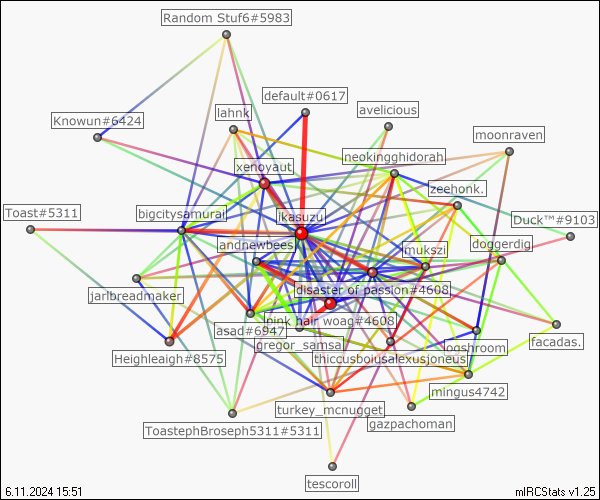 Random Stuf6#5983
default#0617
avelicious
lahnk
Knowun#6424
moonraven
neøkingghidorah
xenoyaut
zeehonk.
Toast#5311
bigcitysamurai
ikasuzu
Duck™#9103
andnewbees
mukszi
doggerdig
jarlbreadmaker
disaster of passion#4608
pink hair woag#4608
asad#6947
gregor_samsa
Heighleaigh#8575
thiccusboiusalexusjoneus
logshroom
facadas.
mingus4742
turkey_mcnugget
gazpachoman
ToastephBroseph5311#5311
tescoroll
6.11.2024 15:51
mIRCStats v1.25